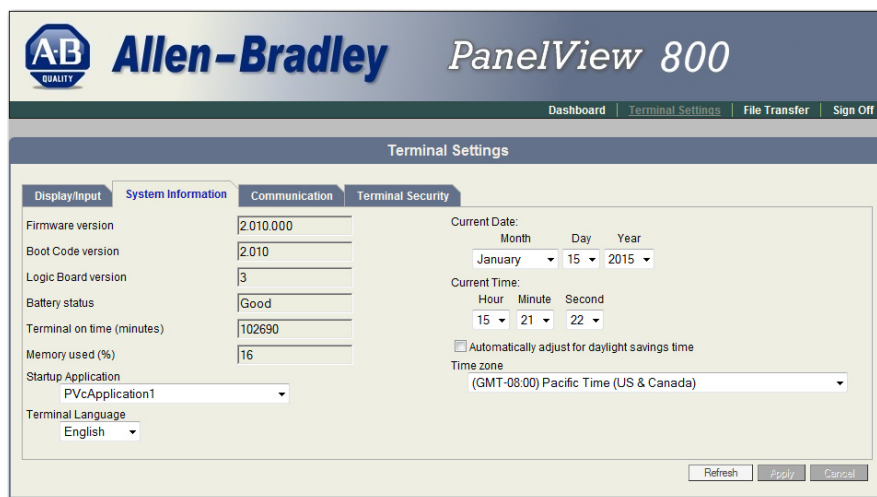 A-B
QUALITY
Allen-Bradley
PanelView 800
Dashboard | Terminal Settings | File Transfer | Sign Off
Terminal Settings
Display/Input System Information Communication Terminal Security
Firmware version 2.010.000
Boot Code version 2.010
Logic Board version 3
Battery status Good
Terminal on time (minutes) 102690
Memory used (%) 16
Startup Application
PVcApplication1
Terminal Language
English
Current Date:
Month Day Year
January 15 2015
Current Time:
Hour Minute Second
15 21 22
Automatically adjust for daylight savings time
Time zone
(GMT-08:00) Pacific Time (US & Canada)
Refresh Apply Cancel